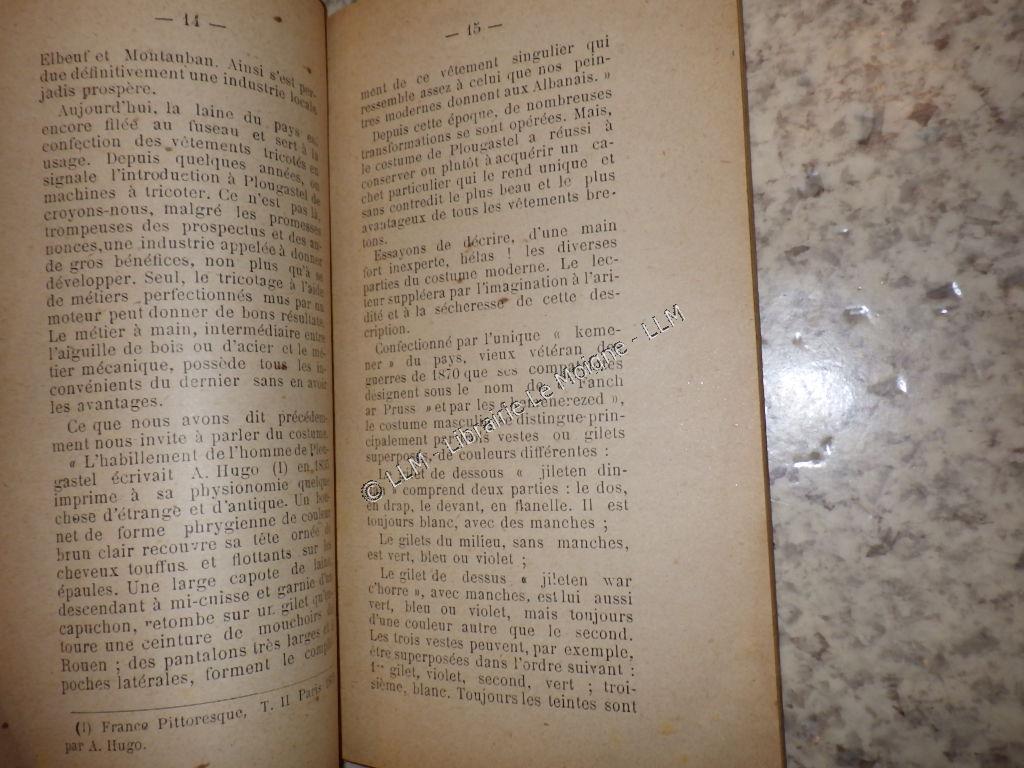 — 14 —
Elbeuf et Montauban. Ainsi s'est per-
due définitivement une industrie locale
jadis prospère.
Aujourd'hui, la laine du pays est
encore filée au fuseau et sert à la
confection des vêtements tricotés en
usage. Depuis quelques années, on
signale l'introduction à Plougastel de
machines à tricoter. Ce n'est pas là,
croyons-nous, malgré les promesses
trompeuses des prospectus et des an-
nonces, une industrie appelée à donner
de gros bénéfices, non plus qu'à se
développer. Seul, le tricotage à l'aide
de métiers perfectionnés mus par un
moteur peut donner de bons résultats.
Le métier à main, intermédiaire entre
l'aiguille de bois ou d'acier et le mé-
tier mécanique, possède tous les in-
convénients du dernier sans en avoir
les avantages.
Ce que nous avons dit précédem-
ment nous invite à parler du costume.
« L'habillement de l'homme de Plou-
gastel écrivait A. Hugo (1) en
imprime à sa physionomie quelque
chose d'étrange et d'antique. Un bon-
net de forme phrygienne de couleur
brun clair recouvre sa tête ornée de
cheveux touffus et flottants sur les
épaules. Une large capote de laine,
descendant à mi-cuisse et garnie d'un
capuchon, retombe sur un gilet qu'en-
toure une ceinture de mouchoirs de
Rouen ; des pantalons très larges et à
poches latérales, forment le complé-
(1) France Pittoresque, T. II Paris
par A. Hugo.
— 15 —
ment de ce vêtement singulier qui
ressemble assez à celui que nos pein-
tres modernes donnent aux Albanais. »
Depuis cette époque, de nombreuses
transformations se sont opérées. Mais,
le costume de Plougastel a réussi à
conserver ou plutôt à acquérir un ca-
chet particulier qui le rend unique et
sans contredit le plus beau et le plus
avantageux de tous les vêtements bre-
tons.
Essayons de décrire, d'une main
fort inexperte, hélas ! les diverses
parties du costume moderne. Le lec-
teur suppléera par l'imagination à l'ari-
dité et à la sécheresse de cette des-
cription.
Confectionné par l'unique « keme-
ner » du pays, vieux vétéran des
guerres de 1870 que ses compatriotes
désignent sous le nom de « Fanch
ar Pruss » et par les « kemenerezed »,
le costume masculin se distingue prin-
cipalement par trois vestes ou gilets
superposés, de couleurs différentes :
Le gilet de dessous « jileten din-
» comprend deux parties : le dos,
en drap, le devant, en flanelle. Il est
toujours blanc, avec des manches ;
Le gilets du milieu, sans manches,
est vert, bleu ou violet ;
Le gilet de dessus « jileten war
c'horre », avec manches, est lui aussi
vert, bleu ou violet, mais toujours
d'une couleur autre que le second.
Les trois vestes peuvent, par exemple,
être superposées dans l'ordre suivant :
1er gilet, violet, second, vert ; troi-
sième, blanc. Toujours les teintes sont
© LLM - Librairie Le Moigne - LLM